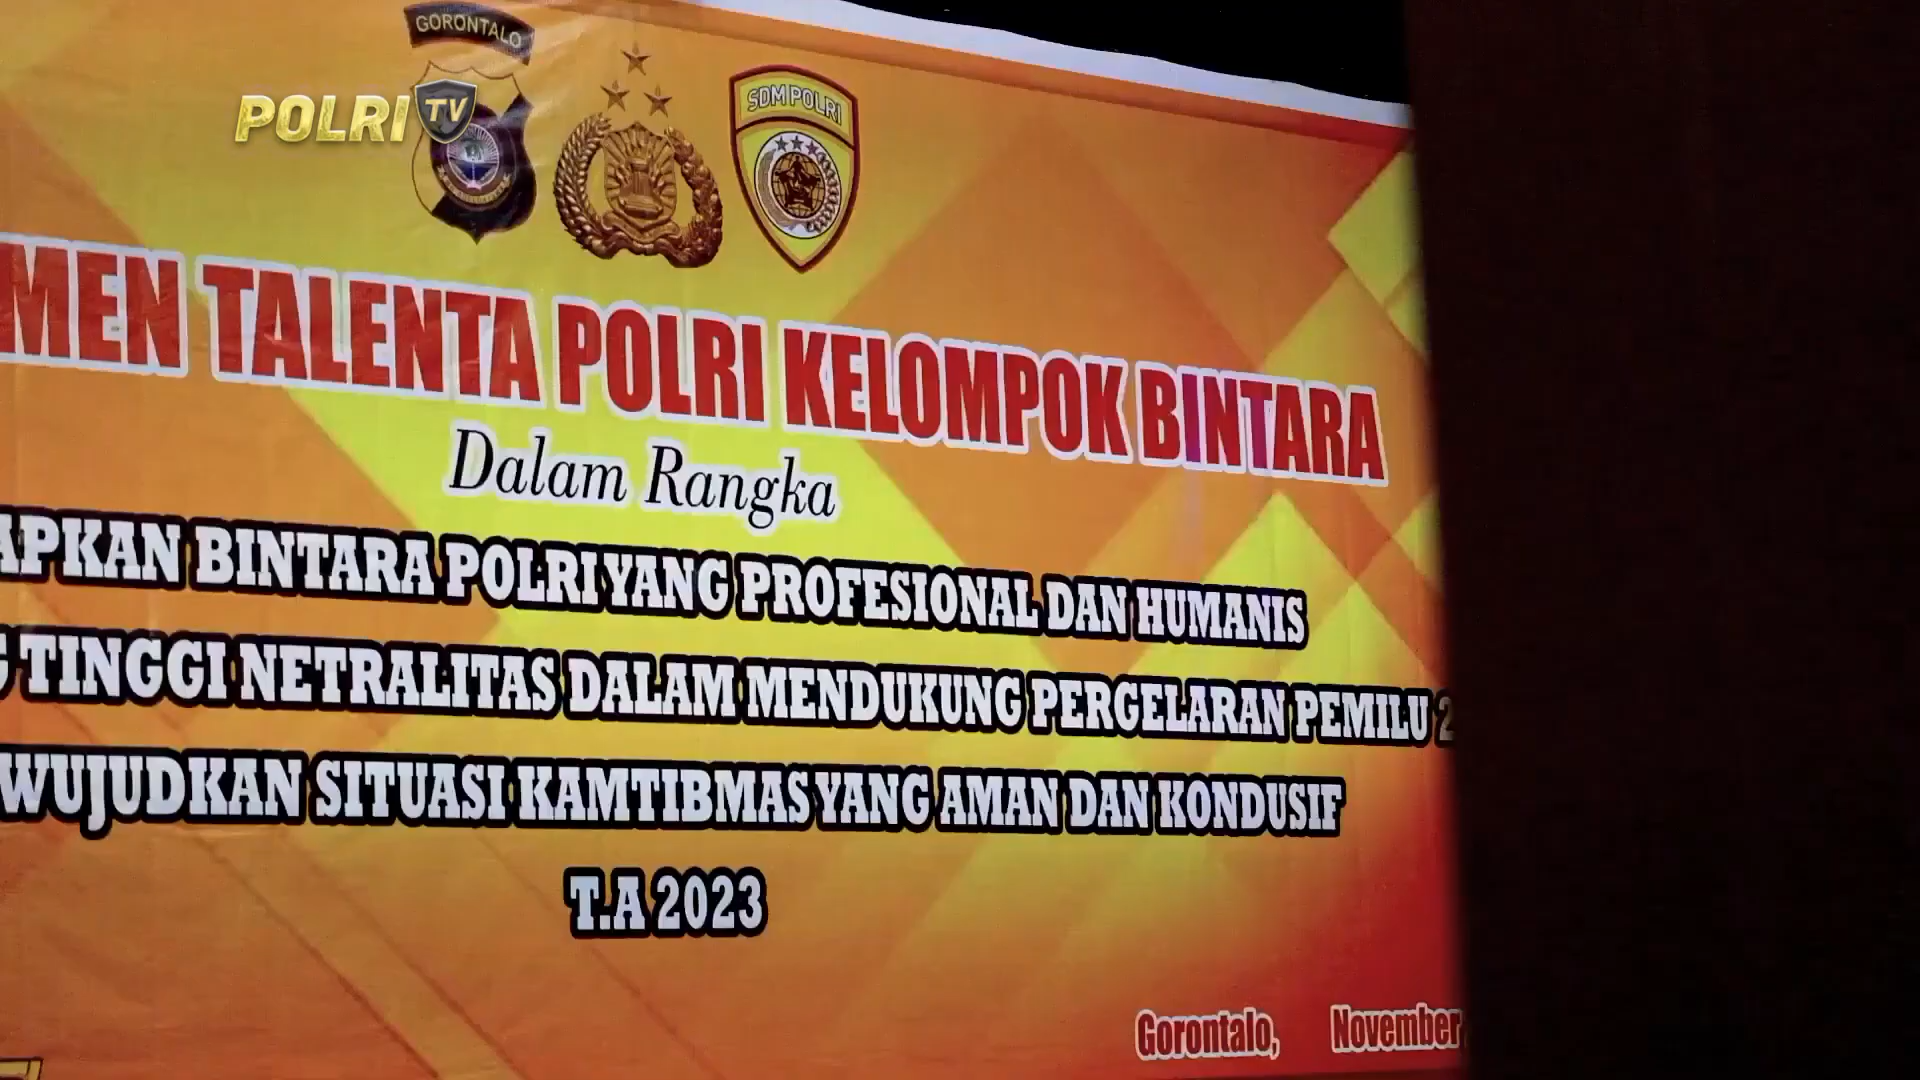 GORONTALO
POLRI TV
SDM POLRI
MEN TALENTA POLRI KELOMPOK BINTARA
Dalam Rangka
APKAN BINTARA POLRI YANG PROFESIONAL DAN HUMANIS
G TINGGI NETRALITAS DALAM MENDUKUNG PERGELARAN PEMILU 2
WUJUDKAN SITUASI KAMTIBMAS YANG AMAN DAN KONDUSIF
T.A 2023
Gorontalo, November